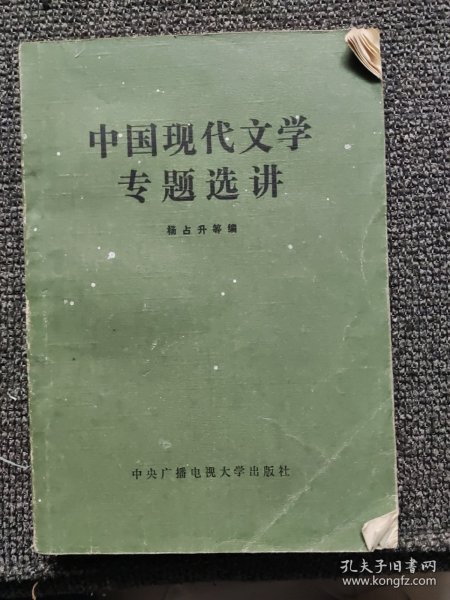 中国现代文学
专题选讲
杨占升等编
中央广播电视大学出版社
孔夫子旧书网
www.kongfz.com